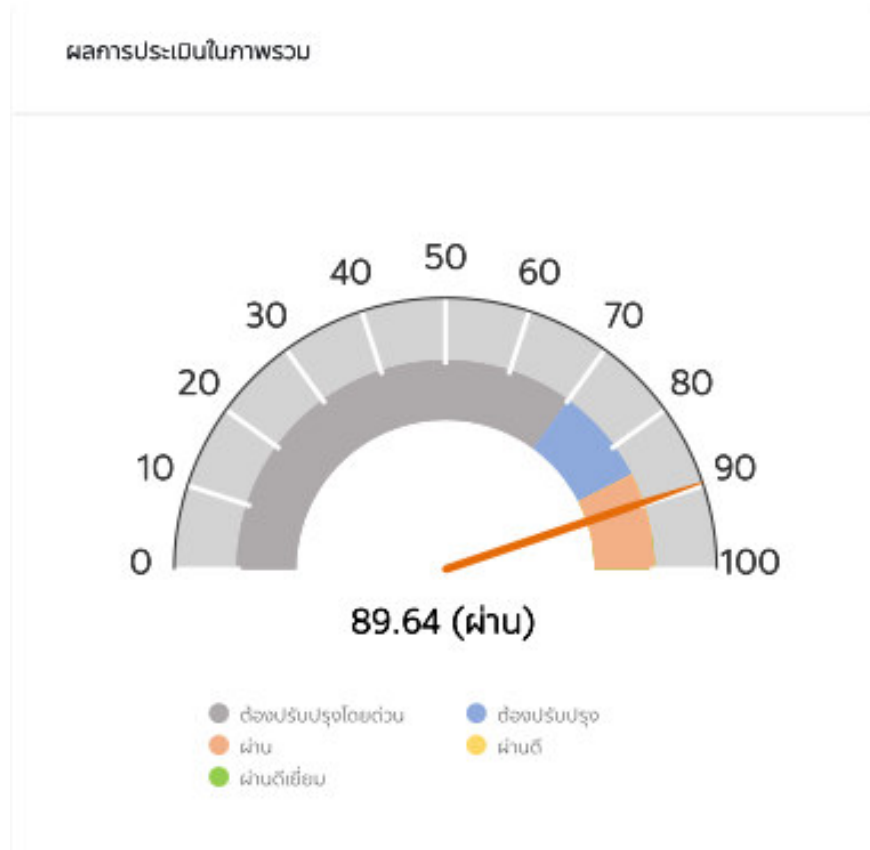 ผลการประเมินในภาพรวม
50
40 60
30 70
20 80
10 90
0 100
89.64 (ผ่าน)
ต้องปรับปรุงโดยด่วน ต้องปรับปรุง
ผ่าน ผ่านดี
ผ่านดีเยี่ยม